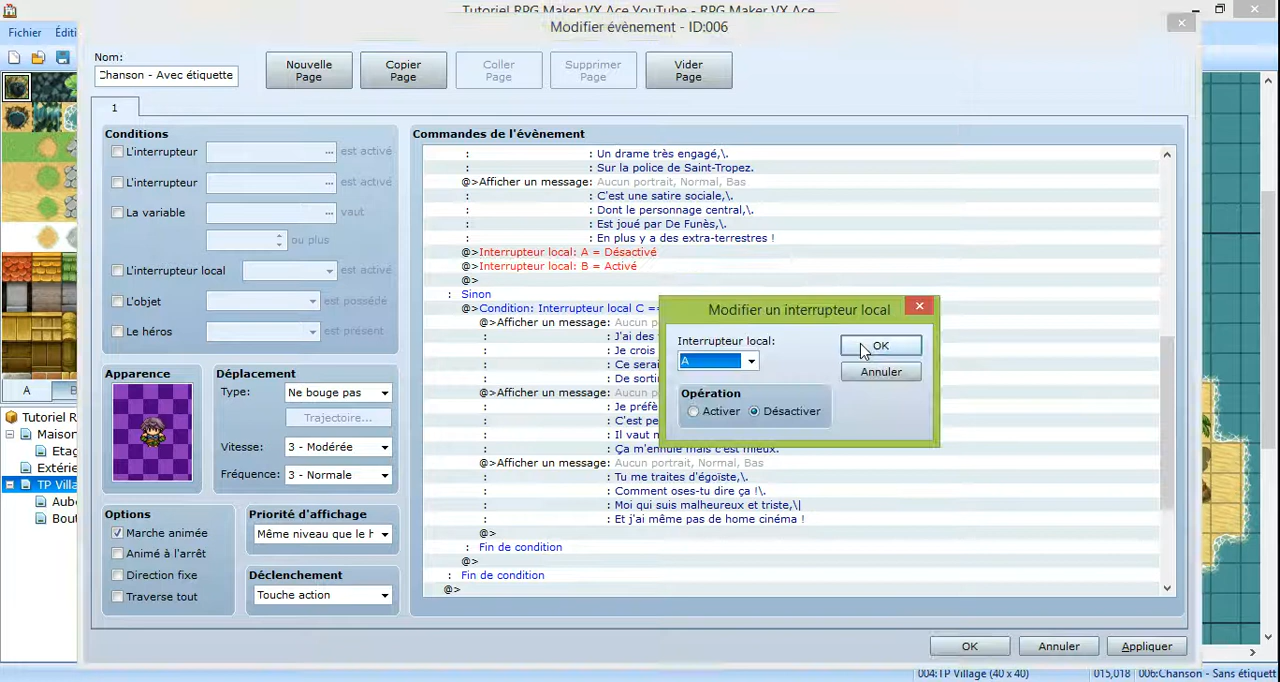 Tutoriel RPG Maker VX Ace YouTube - RPG Maker VX Ace
Modifier évènement - ID:006
Fichier Éditi
Nom:
Chanson - Avec étiquette
Nouvelle Page
Copier Page
Coller Page
Supprimer Page
Vider Page
1
Conditions
L'interrupteur ... est activé
L'interrupteur ... est activé
La variable ... vaut
ou plus
L'interrupteur local est activé
L'objet est possédé
Le héros est présent
Apparence
Déplacement
Type: Ne bouge pas
Trajectoire...
Vitesse: 3 - Modérée
Fréquence: 3 - Normale
Options
Marche animée
Animé à l'arrêt
Direction fixe
Traverse tout
Priorité d'affichage
Même niveau que le h
Déclenchement
Touche action
Commandes de l'évènement
: : Un drame très engagé,\.
: : Sur la police de Saint-Tropez.
@>Afficher un message: Aucun portrait, Normal, Bas
: : C'est une satire sociale,\.
: : Dont le personnage central,\.
: : Est joué par De Funès,\.
: : En plus y a des extra-terrestres !
@>Interrupteur local: A = Désactivé
@>Interrupteur local: B = Activé
@>
: Sinon
@>Condition: Interrupteur local C ==
@>Afficher un message: Aucun p
: : J'ai des
: : Je crois
: : Ce serai
: : De sorti
@>Afficher un message: Aucun p
: : Je préfè
: : C'est pe
: : Il vaut m
: : Ça m'ennuie mais c'est mieux.
@>Afficher un message: Aucun portrait, Normal, Bas
: : Tu me traites d'égoïste,\.
: : Comment oses-tu dire ça !\.
: : Moi qui suis malheureux et triste,\|
: : Et j'ai même pas de home cinéma !
@>
: Fin de condition
@>
: Fin de condition
@>
Modifier un interrupteur local
Interrupteur local:
A
OK
Annuler
Opération
Activer Désactiver
OK Annuler Appliquer
A B
Tutoriel R
Maison
Etag
Extérie
TP Villa
Aube
Bout
004:TP Village (40 x 40) 015,018 006:Chanson - Sans étiquett